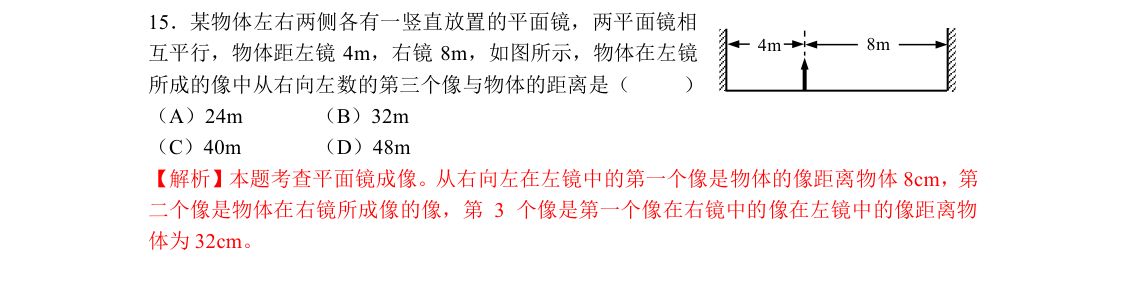 15．某物体左右两侧各有一竖直放置的平面镜，两平面镜相
互平行，物体距左镜 4m，右镜 8m，如图所示，物体在左镜
所成的像中从右向左数的第三个像与物体的距离是（　　）
（A）24m　　（B）32m
（C）40m　　（D）48m
4m　8m
【解析】本题考查平面镜成像。从右向左在左镜中的第一个像是物体的像距离物体 8cm，第
二个像是物体在右镜所成像的像，第 3 个像是第一个像在右镜中的像在左镜中的像距离物
体为 32cm。